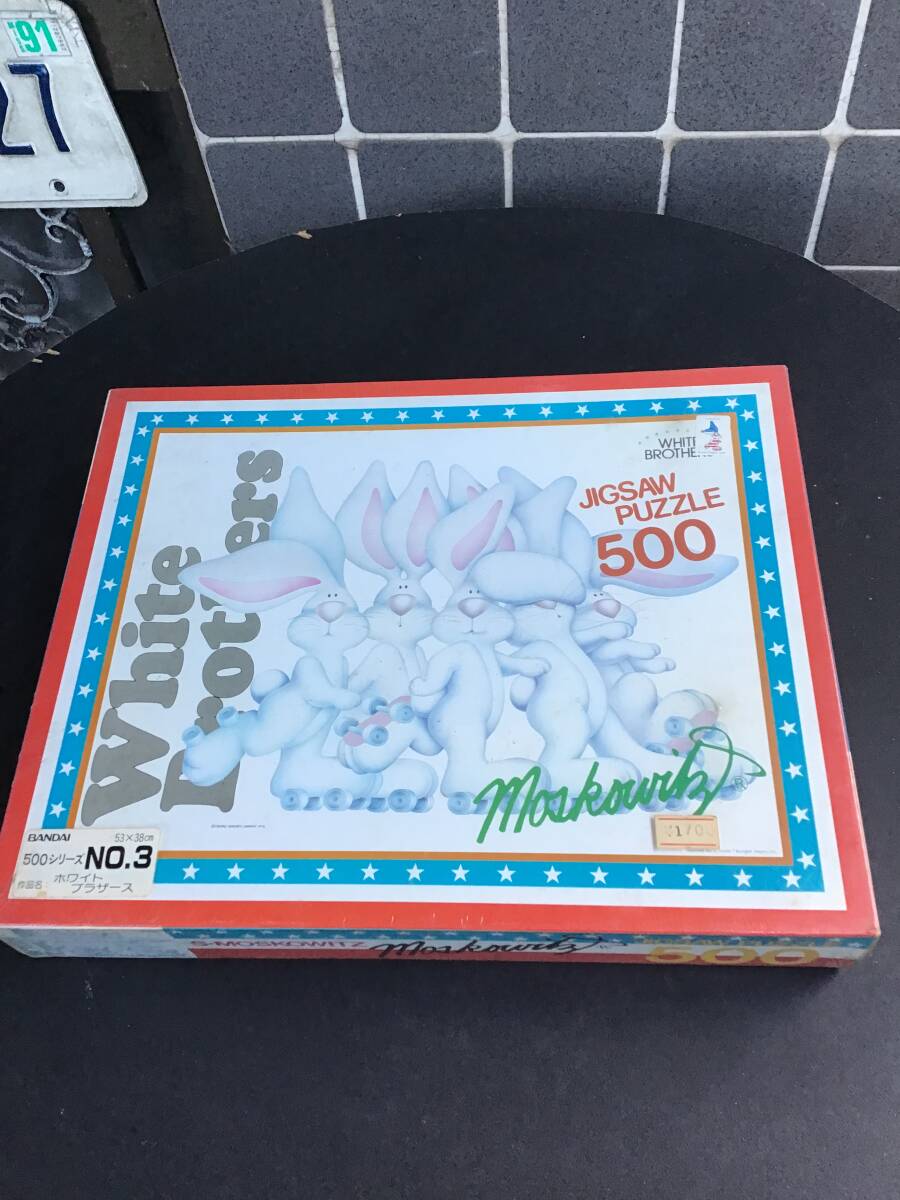 91
27
WHITE
BROTHERS
JIGSAW
PUZZLE
500
White
Brothers
Moskowitz
BANDAI 53×38cm
500シリーズ NO.3
作品名: ホワイト
ブラザース
S·MOSKOWITZ Moskowitz 500